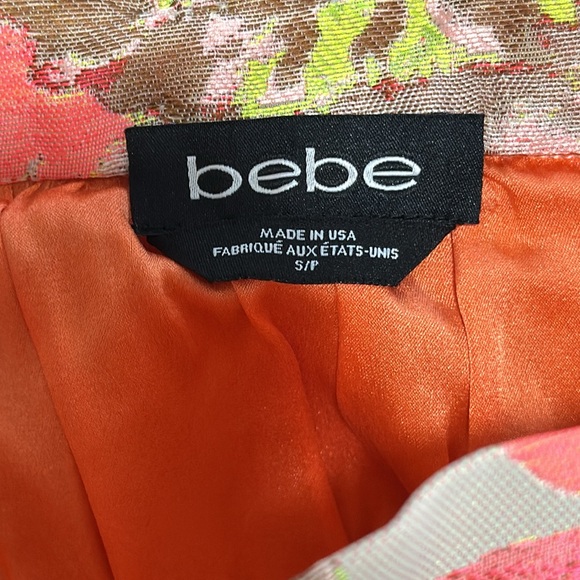 bebe
MADE IN USA
FABRIQUÉ AUX ÉTATS-UNIS
S/P